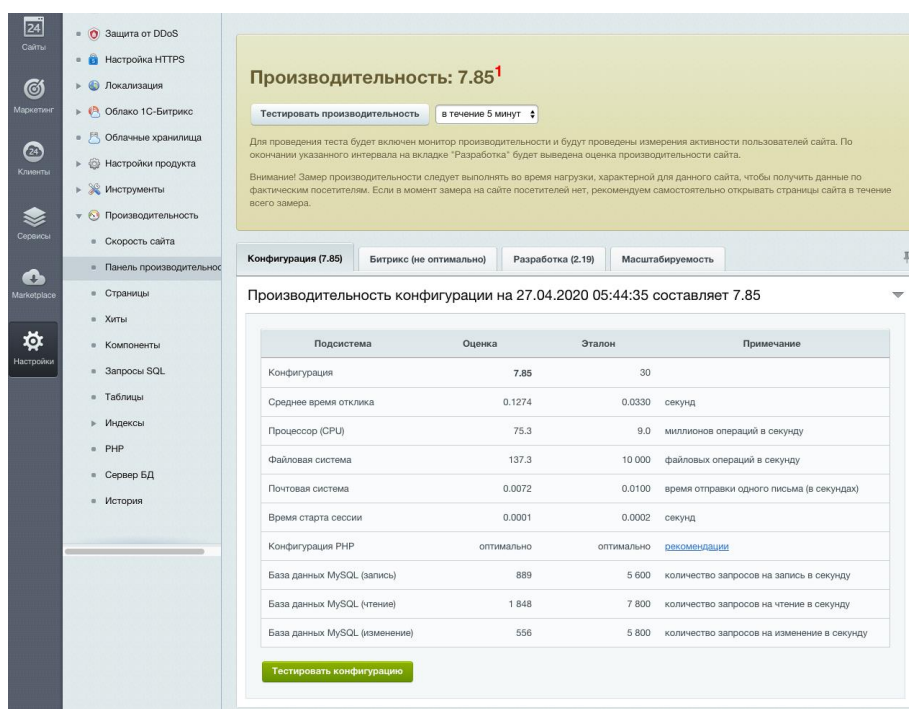 24
Сайты
Маркетинг
24
Клиенты
Сервисы
Marketplace
Настройки
Защита от DDoS
Настройка HTTPS
Локализация
Облако 1С-Битрикс
Облачные хранилища
Настройки продукта
Инструменты
Производительность
Скорость сайта
Панель производительнос
Страницы
Хиты
Компоненты
Запросы SQL
Таблицы
Индексы
PHP
Сервер БД
История
Производительность: 7.85¹
Тестировать производительность в течение 5 минут
Для проведения теста будет включен монитор производительности и будут проведены измерения активности пользователей сайта. По
окончании указанного интервала на вкладке "Разработка" будет выведена оценка производительности сайта.
Внимание! Замер производительности следует выполнять во время нагрузки, характерной для данного сайта, чтобы получить данные по
фактическим посетителям. Если в момент замера на сайте посетителей нет, рекомендуем самостоятельно открывать страницы сайта в течение
всего замера.
Конфигурация (7.85) Битрикс (не оптимально) Разработка (2.19) Масштабируемость
Производительность конфигурации на 27.04.2020 05:44:35 составляет 7.85
Подсистема Оценка Эталон Примечание
Конфигурация 7.85 30
Среднее время отклика 0.1274 0.0330 секунд
Процессор (CPU) 75.3 9.0 миллионов операций в секунду
Файловая система 137.3 10 000 файловых операций в секунду
Почтовая система 0.0072 0.0100 время отправки одного письма (в секундах)
Время старта сессии 0.0001 0.0002 секунд
Конфигурация PHP оптимально оптимально рекомендации
База данных MySQL (запись) 889 5 600 количество запросов на запись в секунду
База данных MySQL (чтение) 1 848 7 800 количество запросов на чтение в секунду
База данных MySQL (изменение) 556 5 800 количество запросов на изменение в секунду
Тестировать конфигурацию